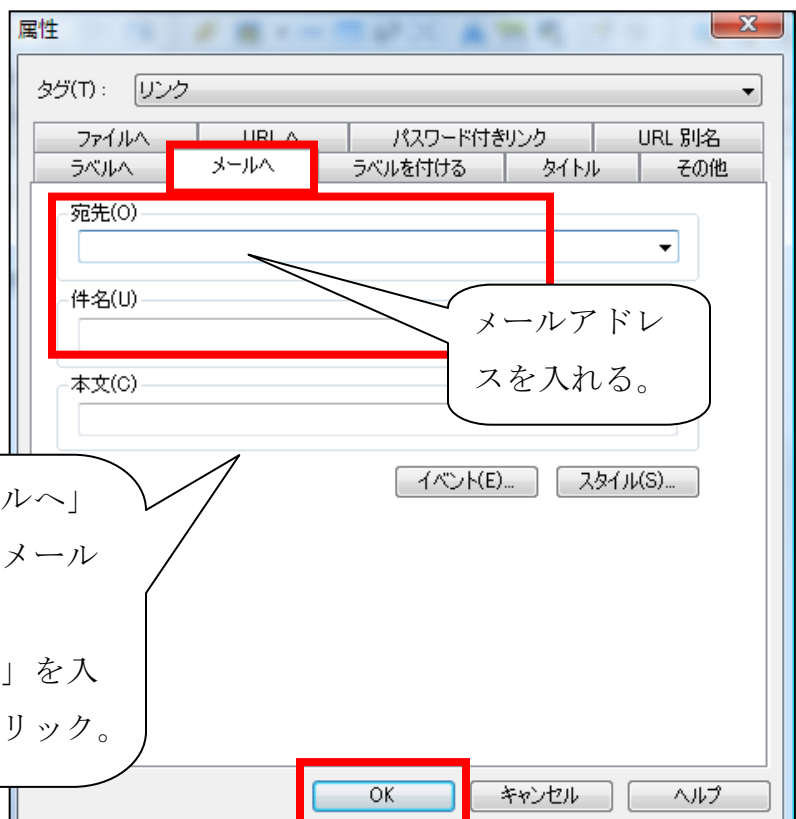 属性
タグ(T): リンク
ファイルへ URL へ パスワード付きリンク URL 別名
ラベルへ メールへ ラベルを付ける タイトル その他
宛先(O)
件名(U)
メールアドレ
スを入れる。
本文(C)
イベント(E)... スタイル(S)...
ルへ」
メール
」を入
リック。
OK キャンセル ヘルプ